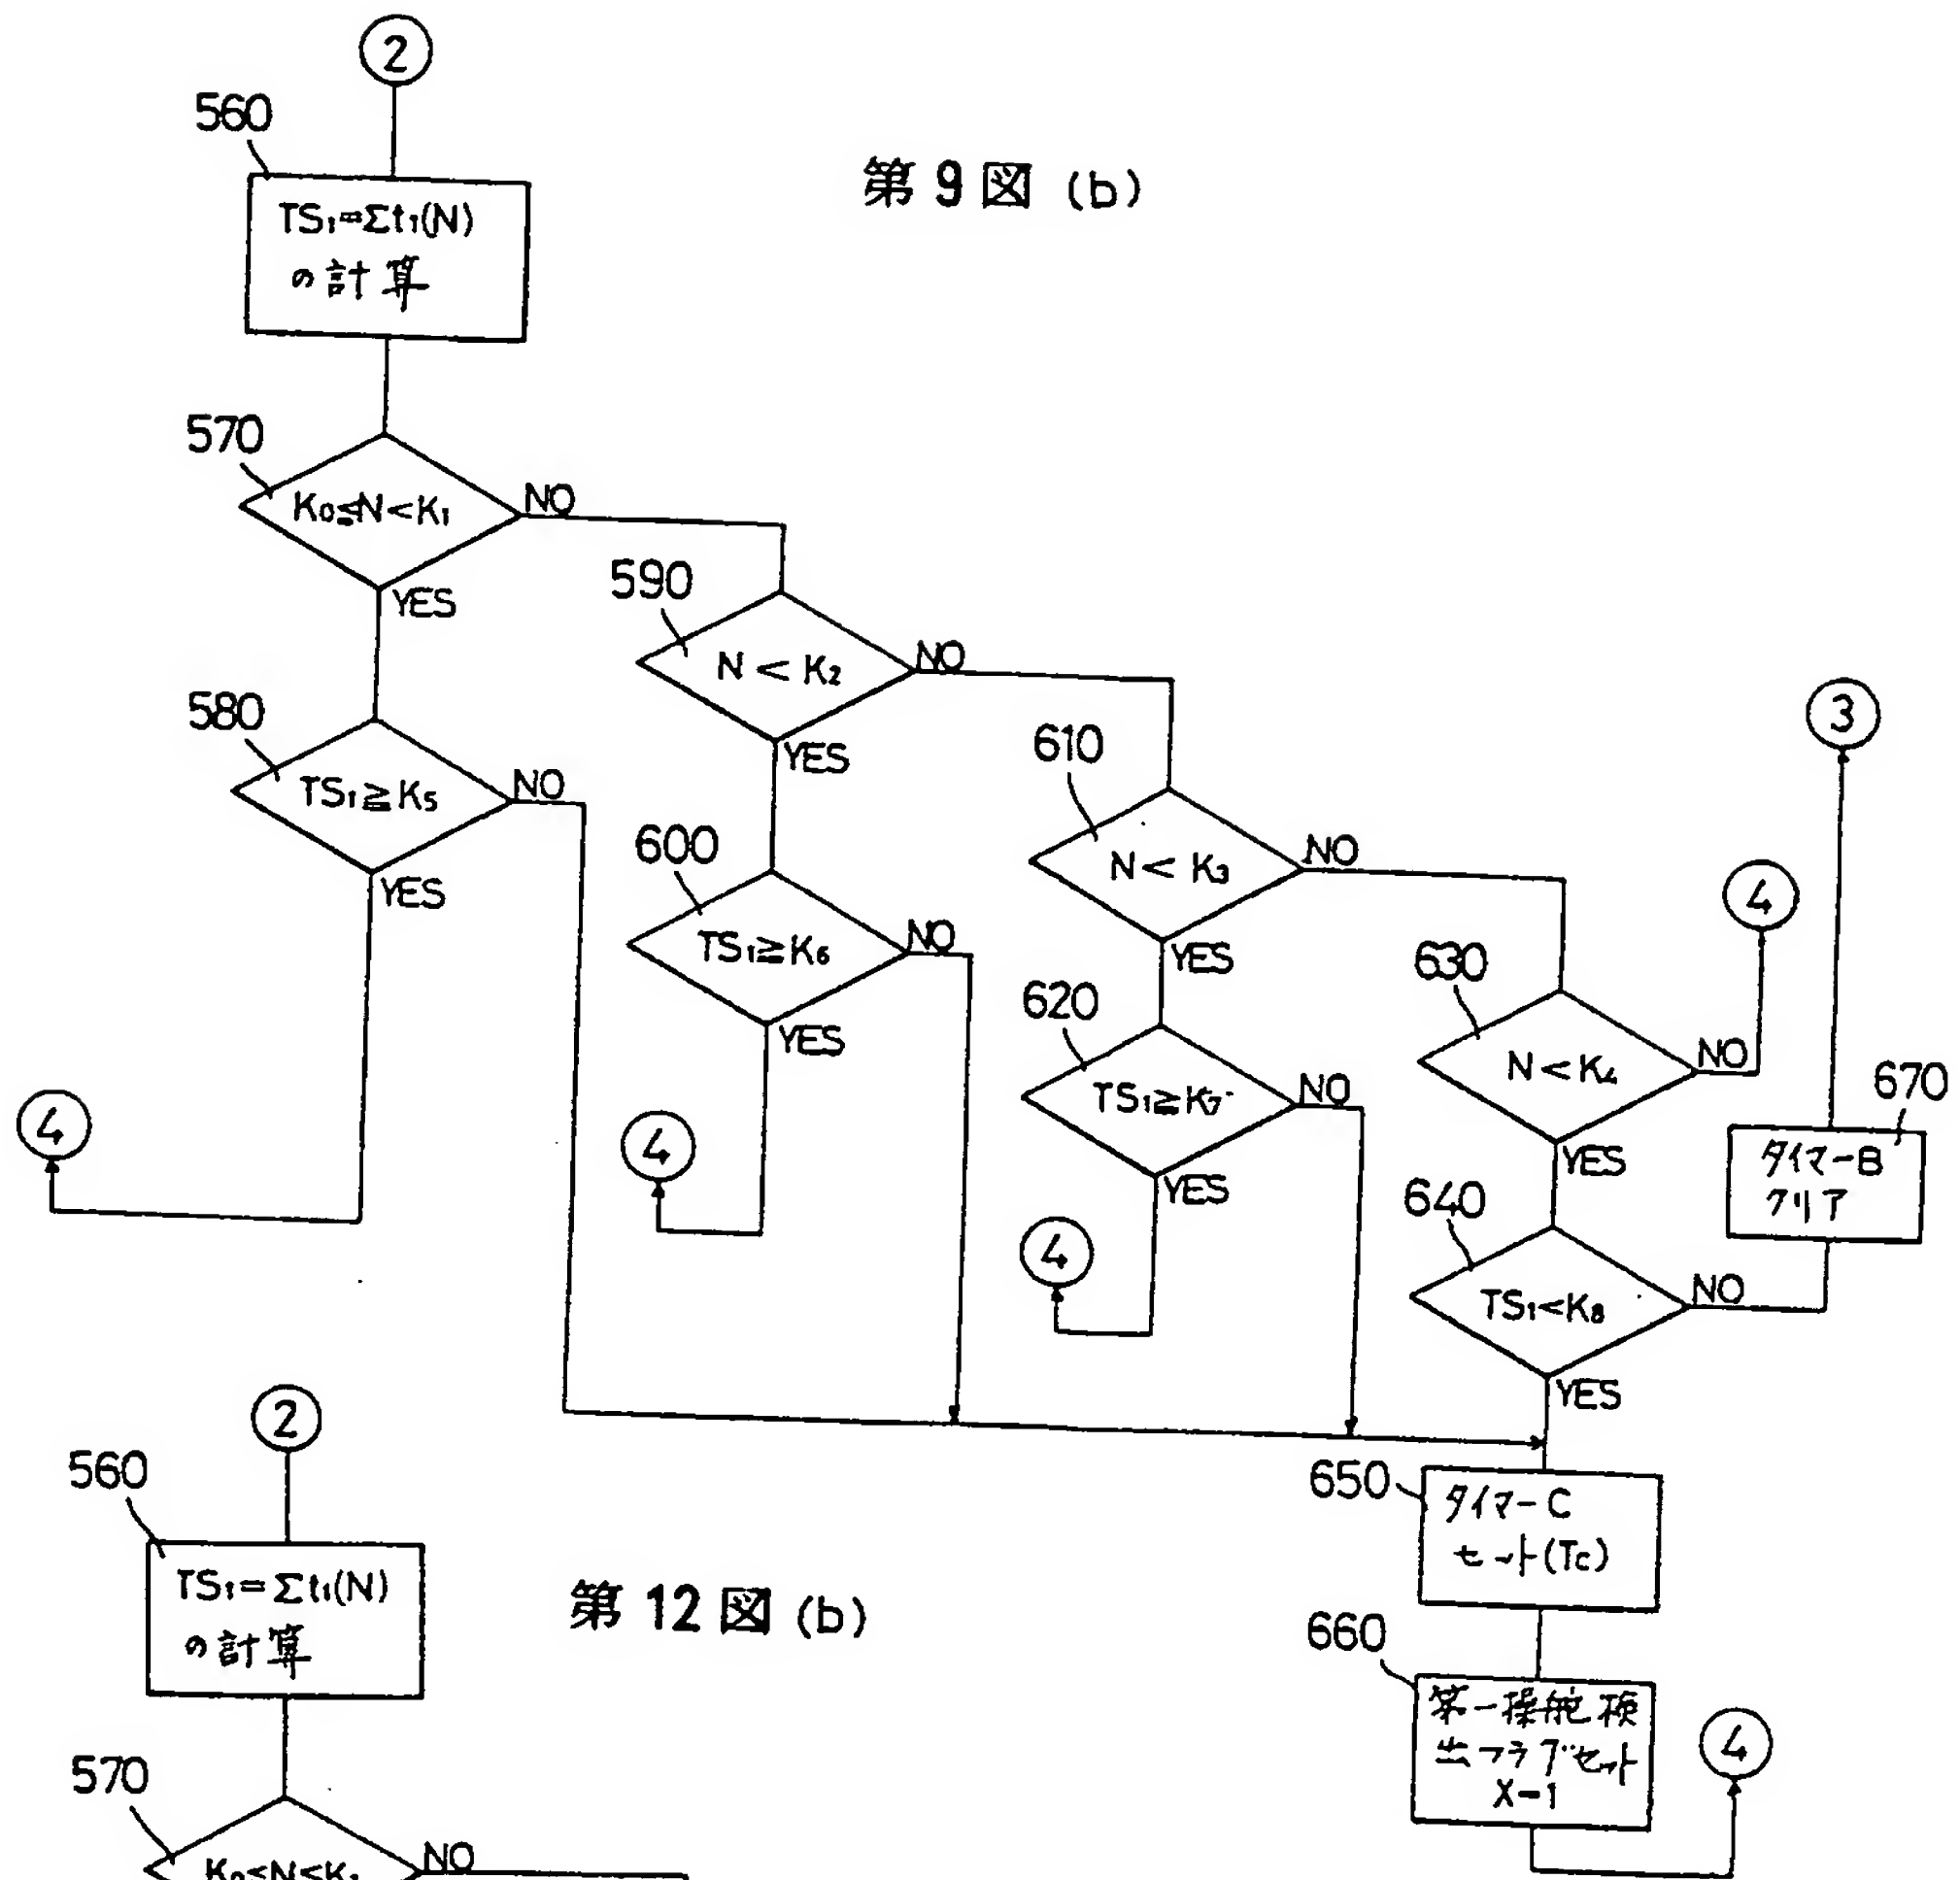 2
560
TS₁=Σt₁(N)
の計算
第9図 (b)
570
K₀≦N<K₁
NO
YES
590
N<K₂
NO
YES
580
TS₁≧K₅
NO
YES
600
TS₁≧K₆
NO
YES
610
N<K₃
NO
YES
620
TS₁≧K₇
NO
YES
630
N<K₄
NO
YES
4
3
670
タイマーB
クリア
640
TS₁<K₈
NO
YES
4
4
4
650
タイマーC
セット(Tc)
660
第一操舵検
出フラグセット
X=1
4
2
560
TS₁=Σt₁(N)
の計算
第12図 (b)
570
K₀≦N<K₁
NO